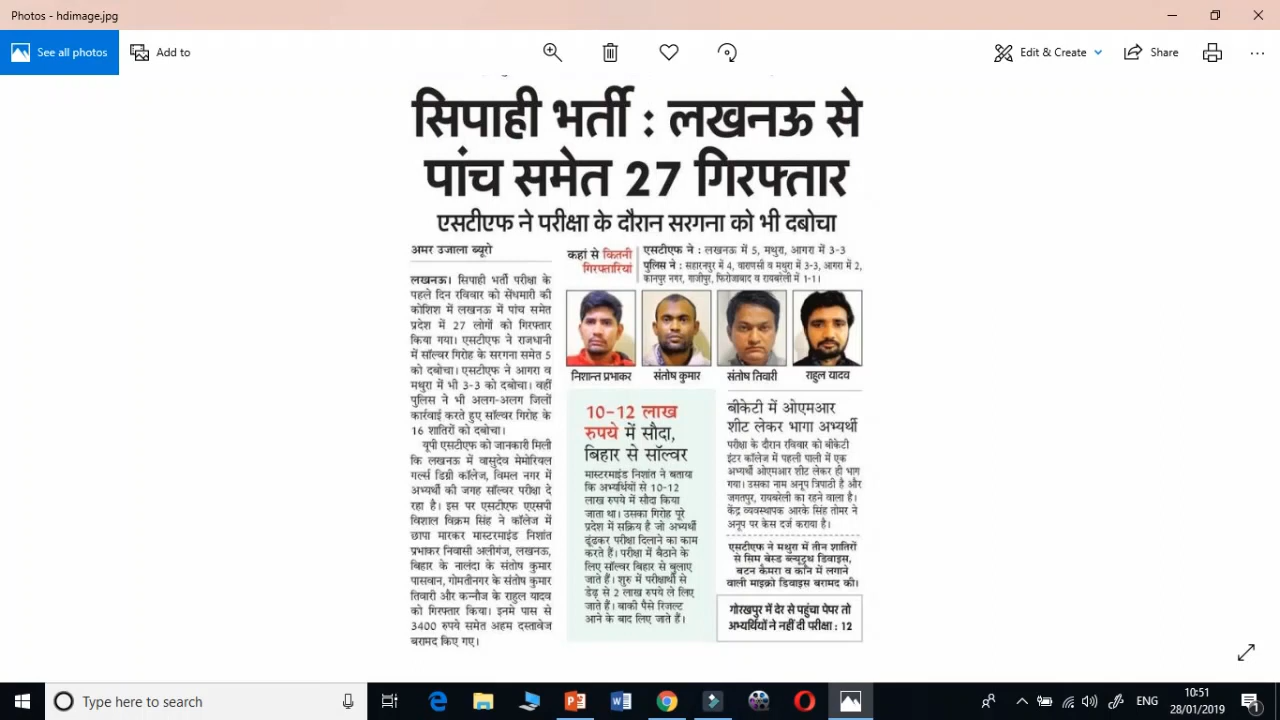 Photos - hdimage.jpg
See all photos
Add to
Edit & Create
Share
सिपाही भर्ती : लखनऊ से
पांच समेत 27 गिरफ्तार
एसटीएफ ने परीक्षा के दौरान सरगना को भी दबोचा
अमर उजाला ब्यूरो
लखनऊ। सिपाही भर्ती परीक्षा के
पहले दिन रविवार को सेंधमारी की
कोशिश में लखनऊ में पांच समेत
प्रदेश में 27 लोगों को गिरफ्तार
किया गया। एसटीएफ ने राजधानी
में सॉल्वर गिरोह के सरगना समेत 5
को दबोचा। एसटीएफ ने आगरा व
मथुरा में भी 3-3 को दबोचा। वहीं
पुलिस ने भी अलग-अलग जिलों
कार्रवाई करते हुए सॉल्वर गिरोह के
16 शातिरों को दबोचा।
यूपी एसटीएफ को जानकारी मिली
कि लखनऊ में वासुदेव मेमोरियल
गर्ल्स डिग्री कॉलेज, विमल नगर में
अभ्यर्थी की जगह सॉल्वर परीक्षा दे
रहा है। इस पर एसटीएफ एएसपी
विशाल विक्रम सिंह ने कॉलेज में
छापा मारकर मास्टरमाइंड निशांत
प्रभाकर निवासी अलीगंज, लखनऊ,
बिहार के नालंदा के संतोष कुमार
पासवान, गोमतीनगर के संतोष कुमार
तिवारी और कन्नौज के राहुल यादव
को गिरफ्तार किया। इनमे पास से
3400 रुपये समेत अहम दस्तावेज
बरामद किए गए।
कहां से कितनी
गिरफ्तारियां
एसटीएफ ने : लखनऊ में 5, मथुरा, आगरा में 3-3
पुलिस ने : सहारनपुर में 4, वाराणसी व मथुरा में 3-3, आगरा में 2,
कानपुर नगर, गाजीपुर, फिरोजाबाद व रायबरेली में 1-1।
निशान्त प्रभाकर
संतोष कुमार
संतोष तिवारी
राहुल यादव
10-12 लाख
रुपये में सौदा,
बिहार से सॉल्वर
मास्टरमाइंड निशांत ने बताया
कि अभ्यर्थियों से 10-12
लाख रुपये में सौदा किया
जाता था। उसका गिरोह पूरे
प्रदेश में सक्रिय है जो अभ्यर्थी
ढूंढकर परीक्षा दिलाने का काम
करते हैं। परीक्षा में बैठाने के
लिए सॉल्वर बिहार से बुलाए
जाते हैं। शुरु में परीक्षार्थी से
डेढ़ से 2 लाख रुपये ले लिए
जाते हैं। बाकी पैसे रिजल्ट
आने के बाद लिए जाते हैं।
बीकेटी में ओएमआर
शीट लेकर भागा अभ्यर्थी
परीक्षा के दौरान रविवार को बीकेटी
इंटर कॉलेज में पहली पाली में एक
अभ्यर्थी ओएमआर शीट लेकर ही भाग
गया। उसका नाम अनूप त्रिपाठी है और
जगतपुर, रायबरेली का रहने वाला है।
केंद्र व्यवस्थापक आरके सिंह तोमर ने
अनूप पर केस दर्ज कराया है।
एसटीएफ ने मथुरा में तीन शातिरों
से सिम बेस्ड ब्ल्यूटूथ डिवाइस,
बटन कैमरा व कान में लगाने
वाली माइक्रो डिवाइस बरामद की।
गोरखपुर में देर से पहुंचा पेपर तो
अभ्यर्थियों ने नहीं दी परीक्षा : 12
Type here to search
ENG
10:51
28/01/2019